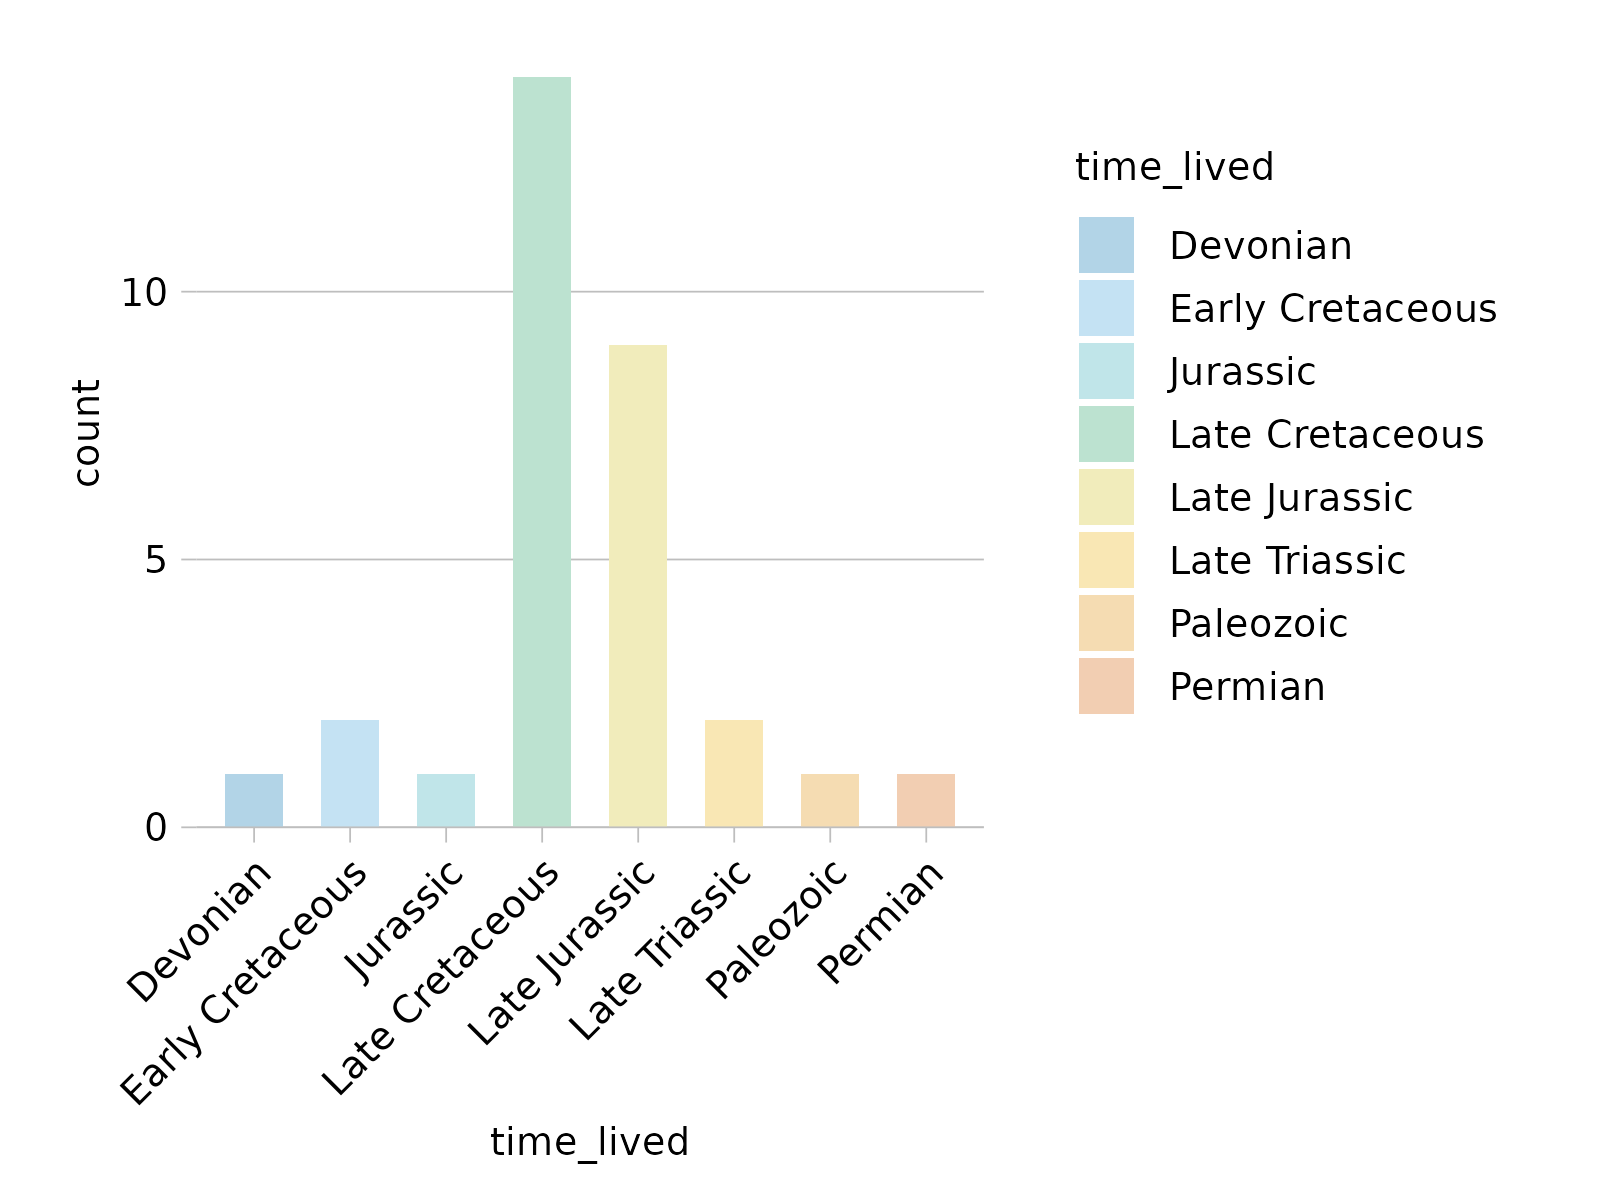 time_lived
Devonian
Early Cretaceous
Jurassic
Late Cretaceous
Late Jurassic
Late Triassic
Paleozoic
Permian
10
5
0
count
Devonian
Early Cretaceous
Jurassic
Late Cretaceous
Late Jurassic
Late Triassic
Paleozoic
Permian
time_lived